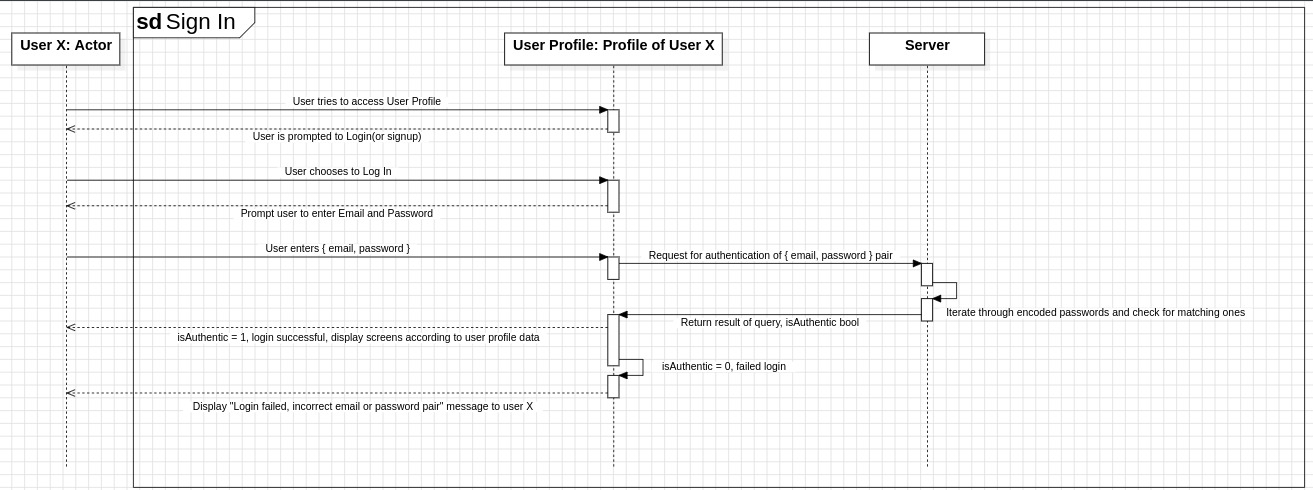 sd Sign In
User X: Actor
User Profile: Profile of User X
Server
User tries to access User Profile
User is prompted to Login(or signup)
User chooses to Log In
Prompt user to enter Email and Password
User enters { email, password }
Request for authentication of { email, password } pair
Iterate through encoded passwords and check for matching ones
Return result of query, isAuthentic bool
isAuthentic = 1, login successful, display screens according to user profile data
isAuthentic = 0, failed login
Display "Login failed, incorrect email or password pair" message to user X